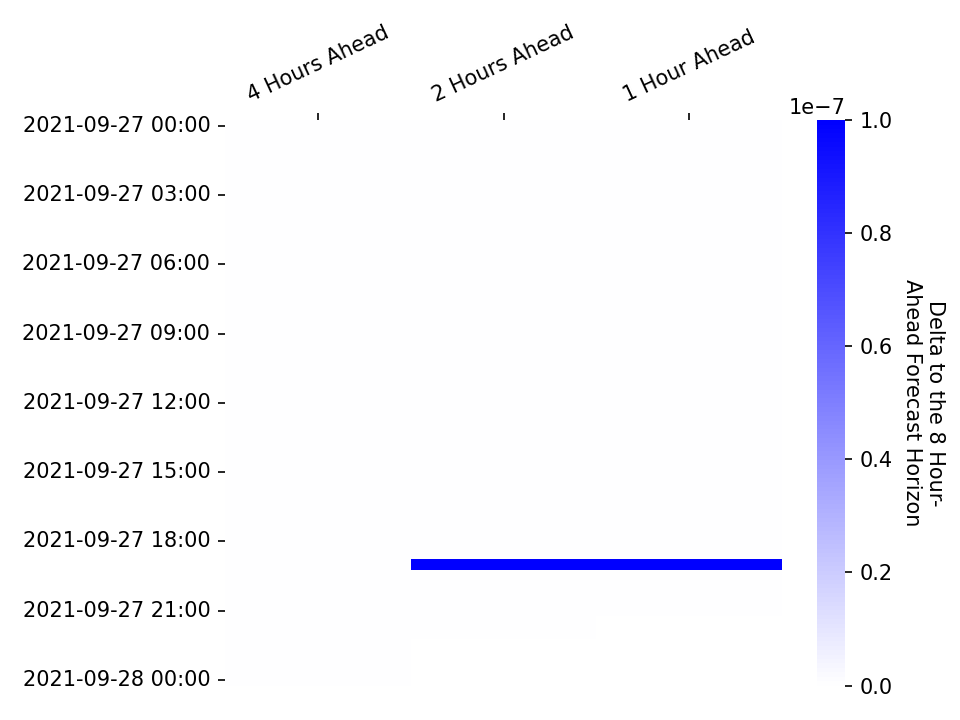 4 Hours Ahead
2 Hours Ahead
1 Hour Ahead
2021-09-27 00:00
2021-09-27 03:00
2021-09-27 06:00
2021-09-27 09:00
2021-09-27 12:00
2021-09-27 15:00
2021-09-27 18:00
2021-09-27 21:00
2021-09-28 00:00
1e−7
1.0
0.8
0.6
0.4
0.2
0.0
Delta to the 8 Hour-
Ahead Forecast Horizon